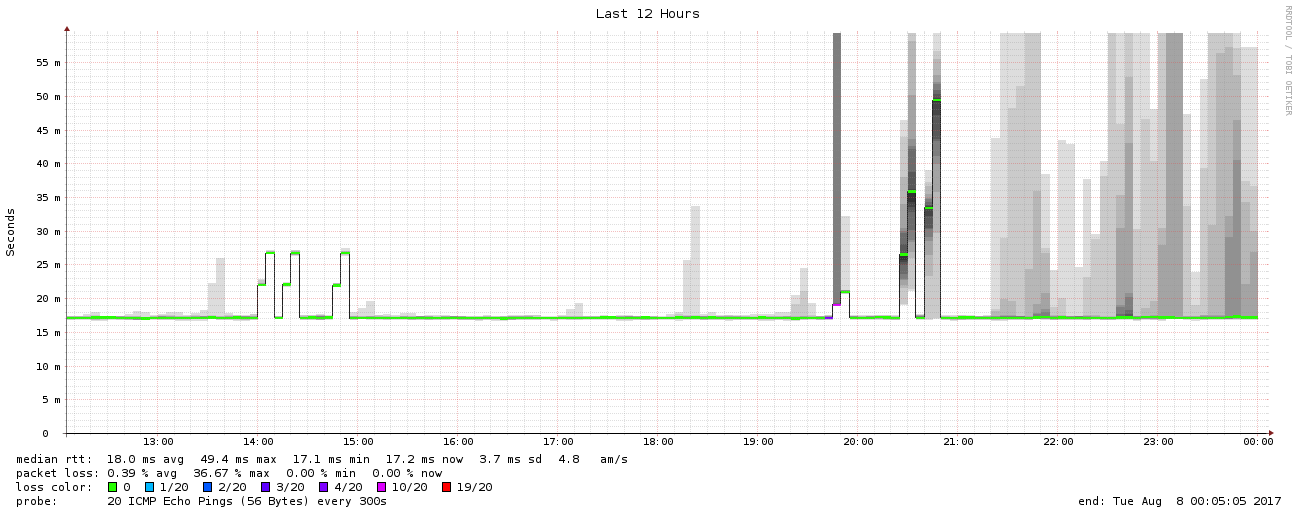 Last 12 Hours
RRDTOOL / TOBI OETIKER
Seconds
55 m
50 m
45 m
40 m
35 m
30 m
25 m
20 m
15 m
10 m
5 m
0
13:00 14:00 15:00 16:00 17:00 18:00 19:00 20:00 21:00 22:00 23:00 00:00
median rtt: 18.0 ms avg 49.4 ms max 17.1 ms min 17.2 ms now 3.7 ms sd 4.8 am/s
packet loss: 0.39 % avg 36.67 % max 0.00 % min 0.00 % now
loss color: 0 1/20 2/20 3/20 4/20 10/20 19/20
probe: 20 ICMP Echo Pings (56 Bytes) every 300s
end: Tue Aug 8 00:05:05 2017